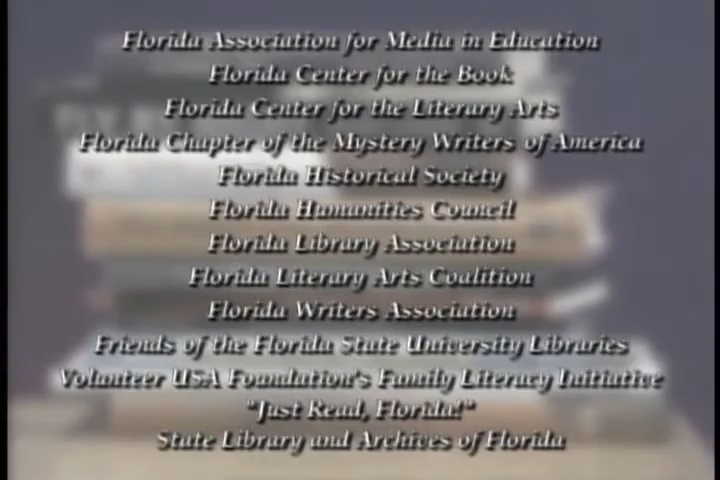 Florida Association for Media in Education
Florida Center for the Book
Florida Center for the Literary Arts
Florida Chapter of the Mystery Writers of America
Florida Historical Society
Florida Humanities Council
Florida Library Association
Florida Literary Arts Coalition
Florida Writers Association
Friends of the Florida State University Libraries
Volunteer USA Foundation's Family Literacy Initiative
"Just Read, Florida!"
State Library and Archives of Florida